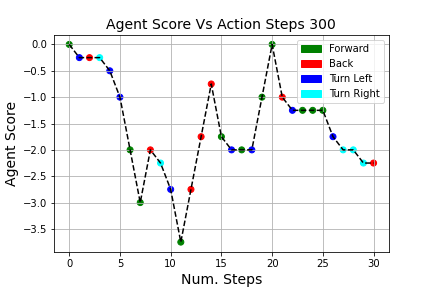 Agent Score Vs Action Steps 300
Agent Score
0.0
−0.5
−1.0
−1.5
−2.0
−2.5
−3.0
−3.5
Forward
Back
Turn Left
Turn Right
0 5 10 15 20 25 30
Num. Steps